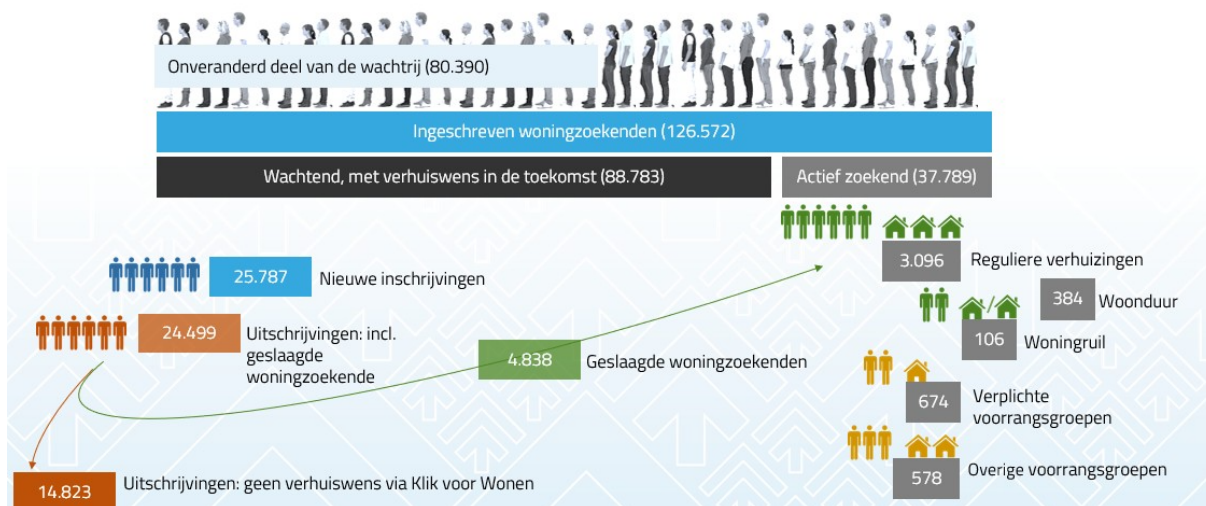 Onveranderd deel van de wachtrij (80.390)
Ingeschreven woningzoekenden (126.572)
Wachtend, met verhuiswens in de toekomst (88.783)
Actief zoekend (37.789)
3.096
Reguliere verhuizingen
25.787
Nieuwe inschrijvingen
384
Woonduur
106
Woningruil
24.499
Uitschrijvingen: incl.
geslaagde
woningzoekende
4.838
Geslaagde woningzoekenden
674
Verplichte
voorrangsgroepen
578
Overige voorrangsgroepen
14.823
Uitschrijvingen: geen verhuiswens via Klik voor Wonen